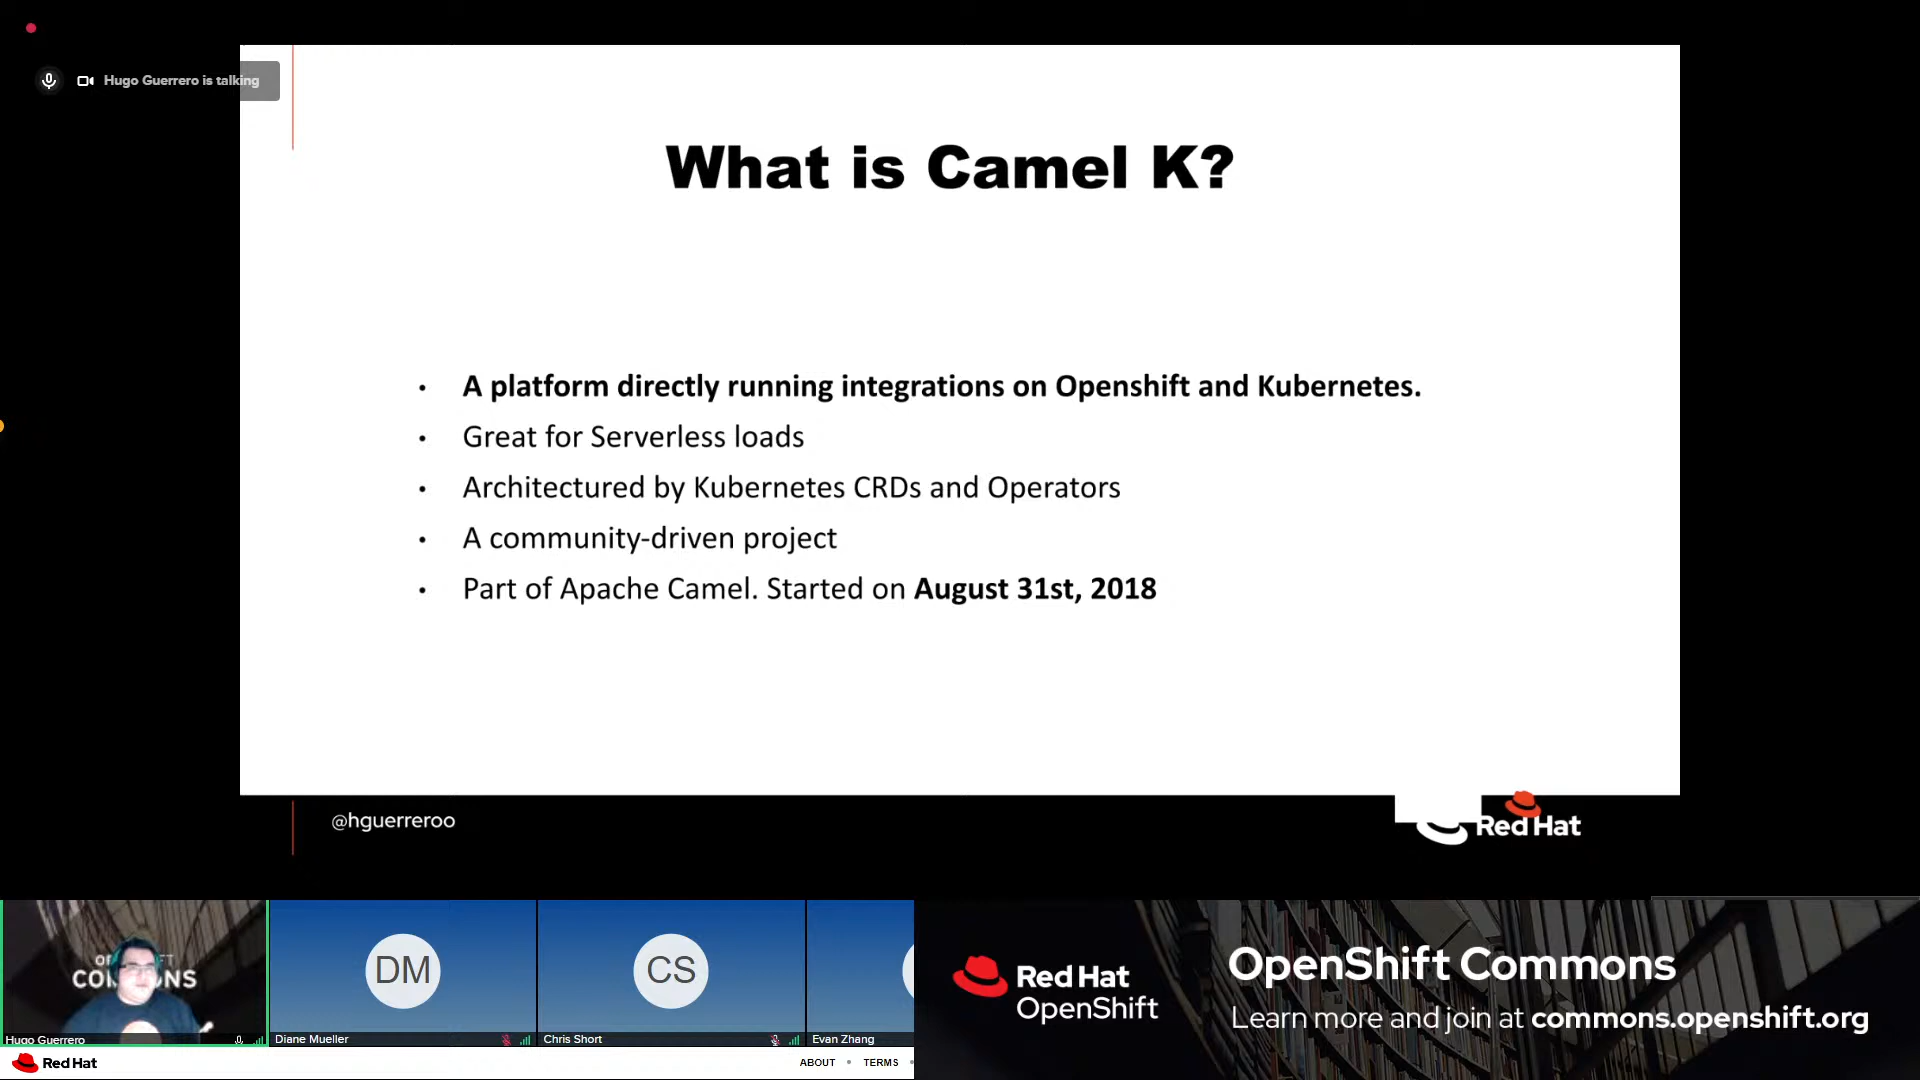 Hugo Guerrero is talking
What is Camel K?
• A platform directly running integrations on Openshift and Kubernetes.
• Great for Serverless loads
• Architectured by Kubernetes CRDs and Operators
• A community-driven project
• Part of Apache Camel. Started on August 31st, 2018
@hguerreroo
Red Hat
COMMONS
Hugo Guerrero
DM
Diane Mueller
CS
Chris Short
Evan Zhang
Red Hat
ABOUT • TERMS •
Red Hat
OpenShift
OpenShift Commons
Learn more and join at commons.openshift.org